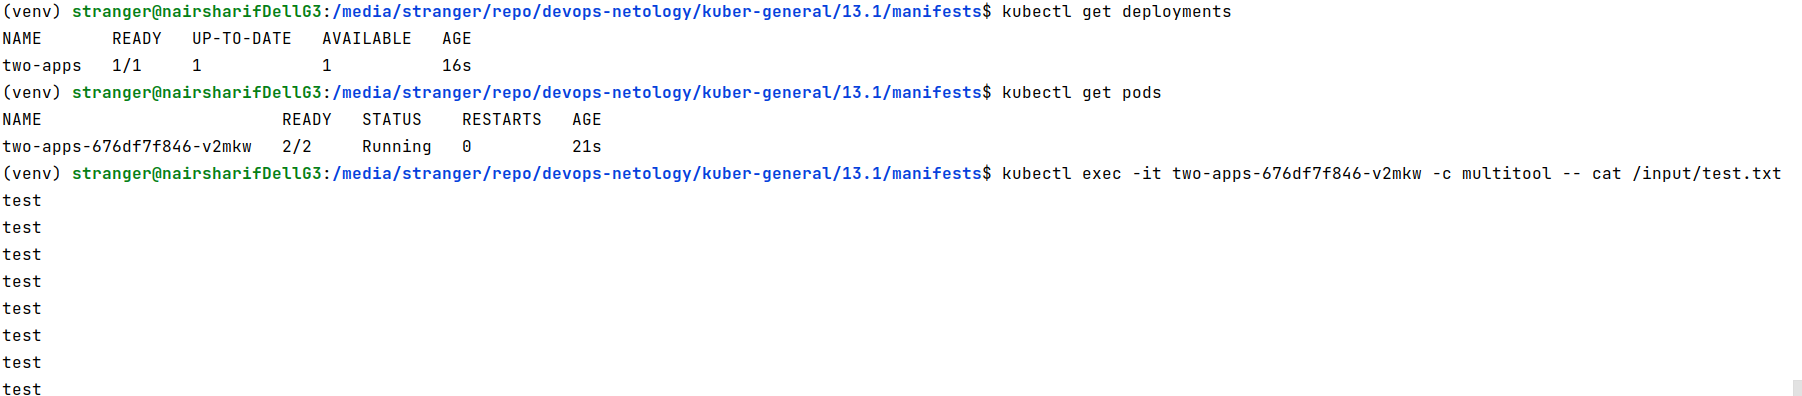 (venv) stranger@nairsharifDellG3:/media/stranger/repo/devops-netology/kuber-general/13.1/manifests$ kubectl get deployments
NAME       READY   UP-TO-DATE   AVAILABLE   AGE
two-apps   1/1     1            1           16s
(venv) stranger@nairsharifDellG3:/media/stranger/repo/devops-netology/kuber-general/13.1/manifests$ kubectl get pods
NAME                        READY   STATUS    RESTARTS   AGE
two-apps-676df7f846-v2mkw   2/2     Running   0          21s
(venv) stranger@nairsharifDellG3:/media/stranger/repo/devops-netology/kuber-general/13.1/manifests$ kubectl exec -it two-apps-676df7f846-v2mkw -c multitool -- cat /input/test.txt
test
test
test
test
test
test
test
test